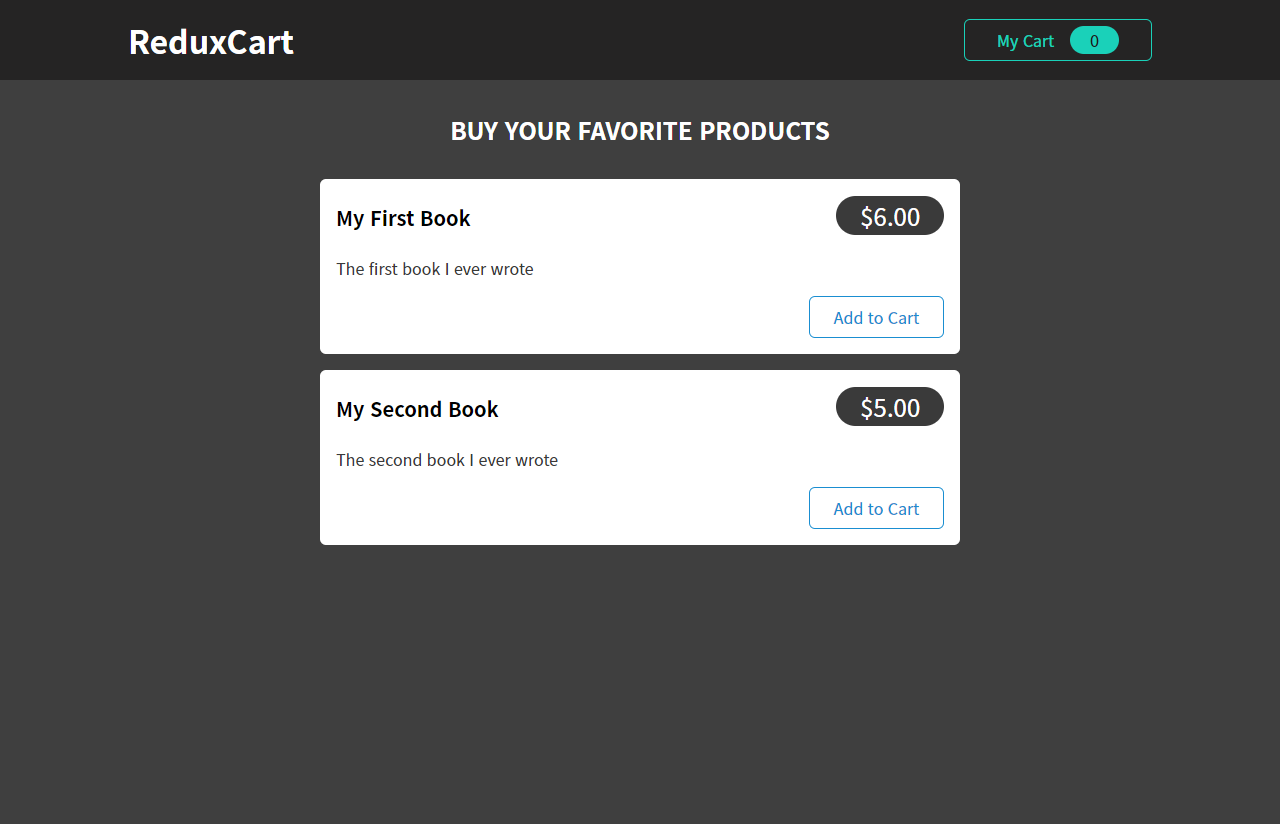 ReduxCart
My Cart 0
BUY YOUR FAVORITE PRODUCTS
My First Book
$6.00
The first book I ever wrote
Add to Cart
My Second Book
$5.00
The second book I ever wrote
Add to Cart